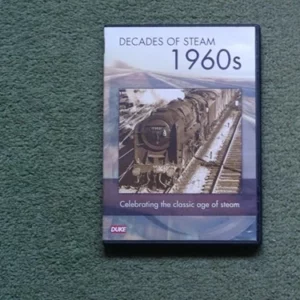 DECADES OF STEAM
1960s
Celebrating the classic age of steam
DUKE